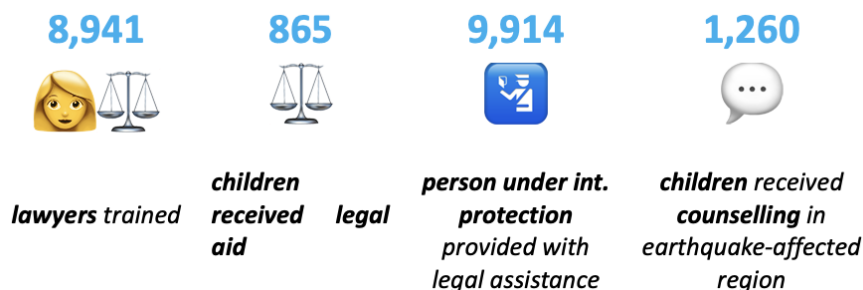 8,941
lawyers trained
865
children
received legal
aid
9,914
person under int.
protection
provided with
legal assistance
1,260
children received
counselling in
earthquake-affected
region